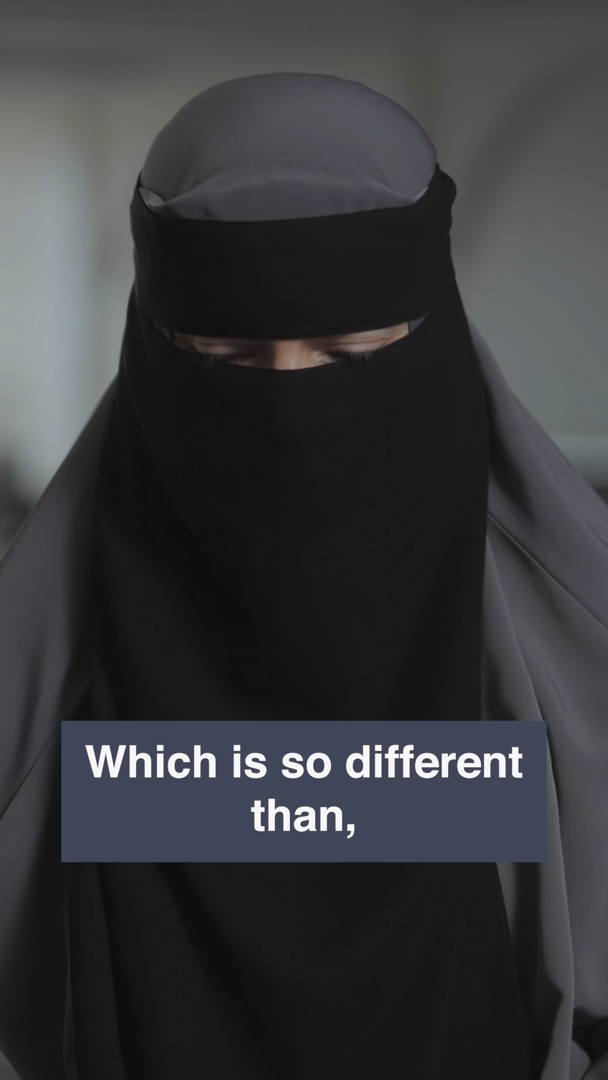 Which is so different
than,